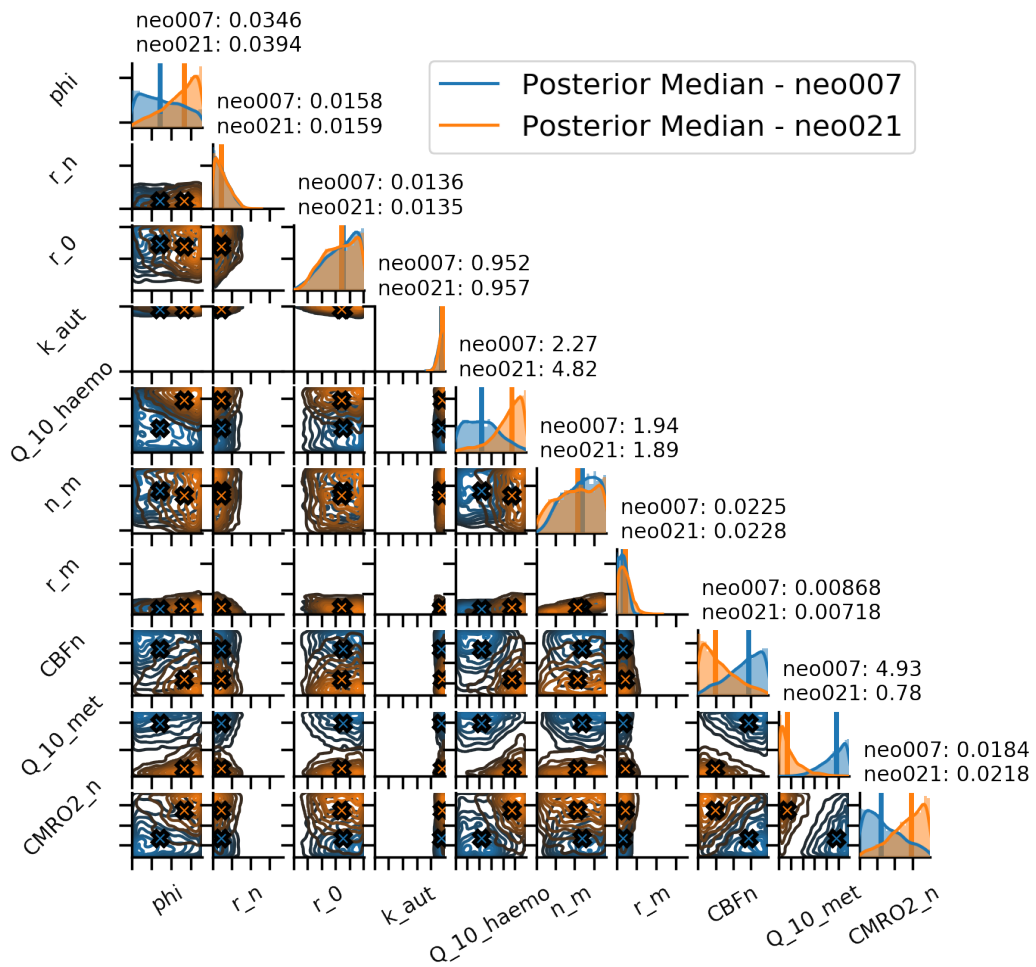 neo007: 0.0346
neo021: 0.0394
phi
Posterior Median - neo007
Posterior Median - neo021
neo007: 0.0158
neo021: 0.0159
r_n
neo007: 0.0136
neo021: 0.0135
r_0
neo007: 0.952
neo021: 0.957
k_aut
neo007: 2.27
neo021: 4.82
Q_10_haemo
neo007: 1.94
neo021: 1.89
n_m
neo007: 0.0225
neo021: 0.0228
r_m
neo007: 0.00868
neo021: 0.00718
CBFn
neo007: 4.93
neo021: 0.78
Q_10_met
neo007: 0.0184
neo021: 0.0218
CMRO2_n
phi
r_n
r_0
k_aut
Q_10_haemo
n_m
r_m
CBFn
Q_10_met
CMRO2_n